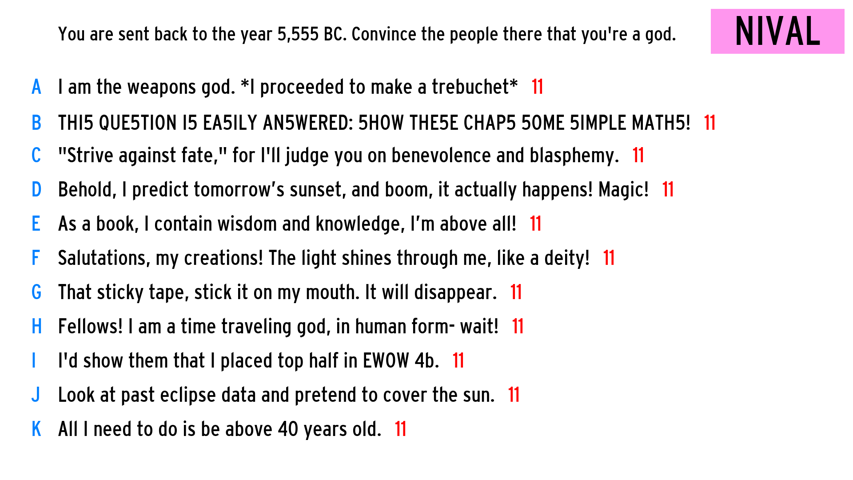 You are sent back to the year 5,555 BC. Convince the people there that you're a god.
NIVAL
A I am the weapons god. *I proceeded to make a trebuchet* 11
B THI5 QUE5TION I5 EA5ILY AN5WERED: 5HOW THE5E CHAP5 5OME 5IMPLE MATH5! 11
C "Strive against fate," for I'll judge you on benevolence and blasphemy. 11
D Behold, I predict tomorrow’s sunset, and boom, it actually happens! Magic! 11
E As a book, I contain wisdom and knowledge, I’m above all! 11
F Salutations, my creations! The light shines through me, like a deity! 11
G That sticky tape, stick it on my mouth. It will disappear. 11
H Fellows! I am a time traveling god, in human form- wait! 11
I I'd show them that I placed top half in EWOW 4b. 11
J Look at past eclipse data and pretend to cover the sun. 11
K All I need to do is be above 40 years old. 11